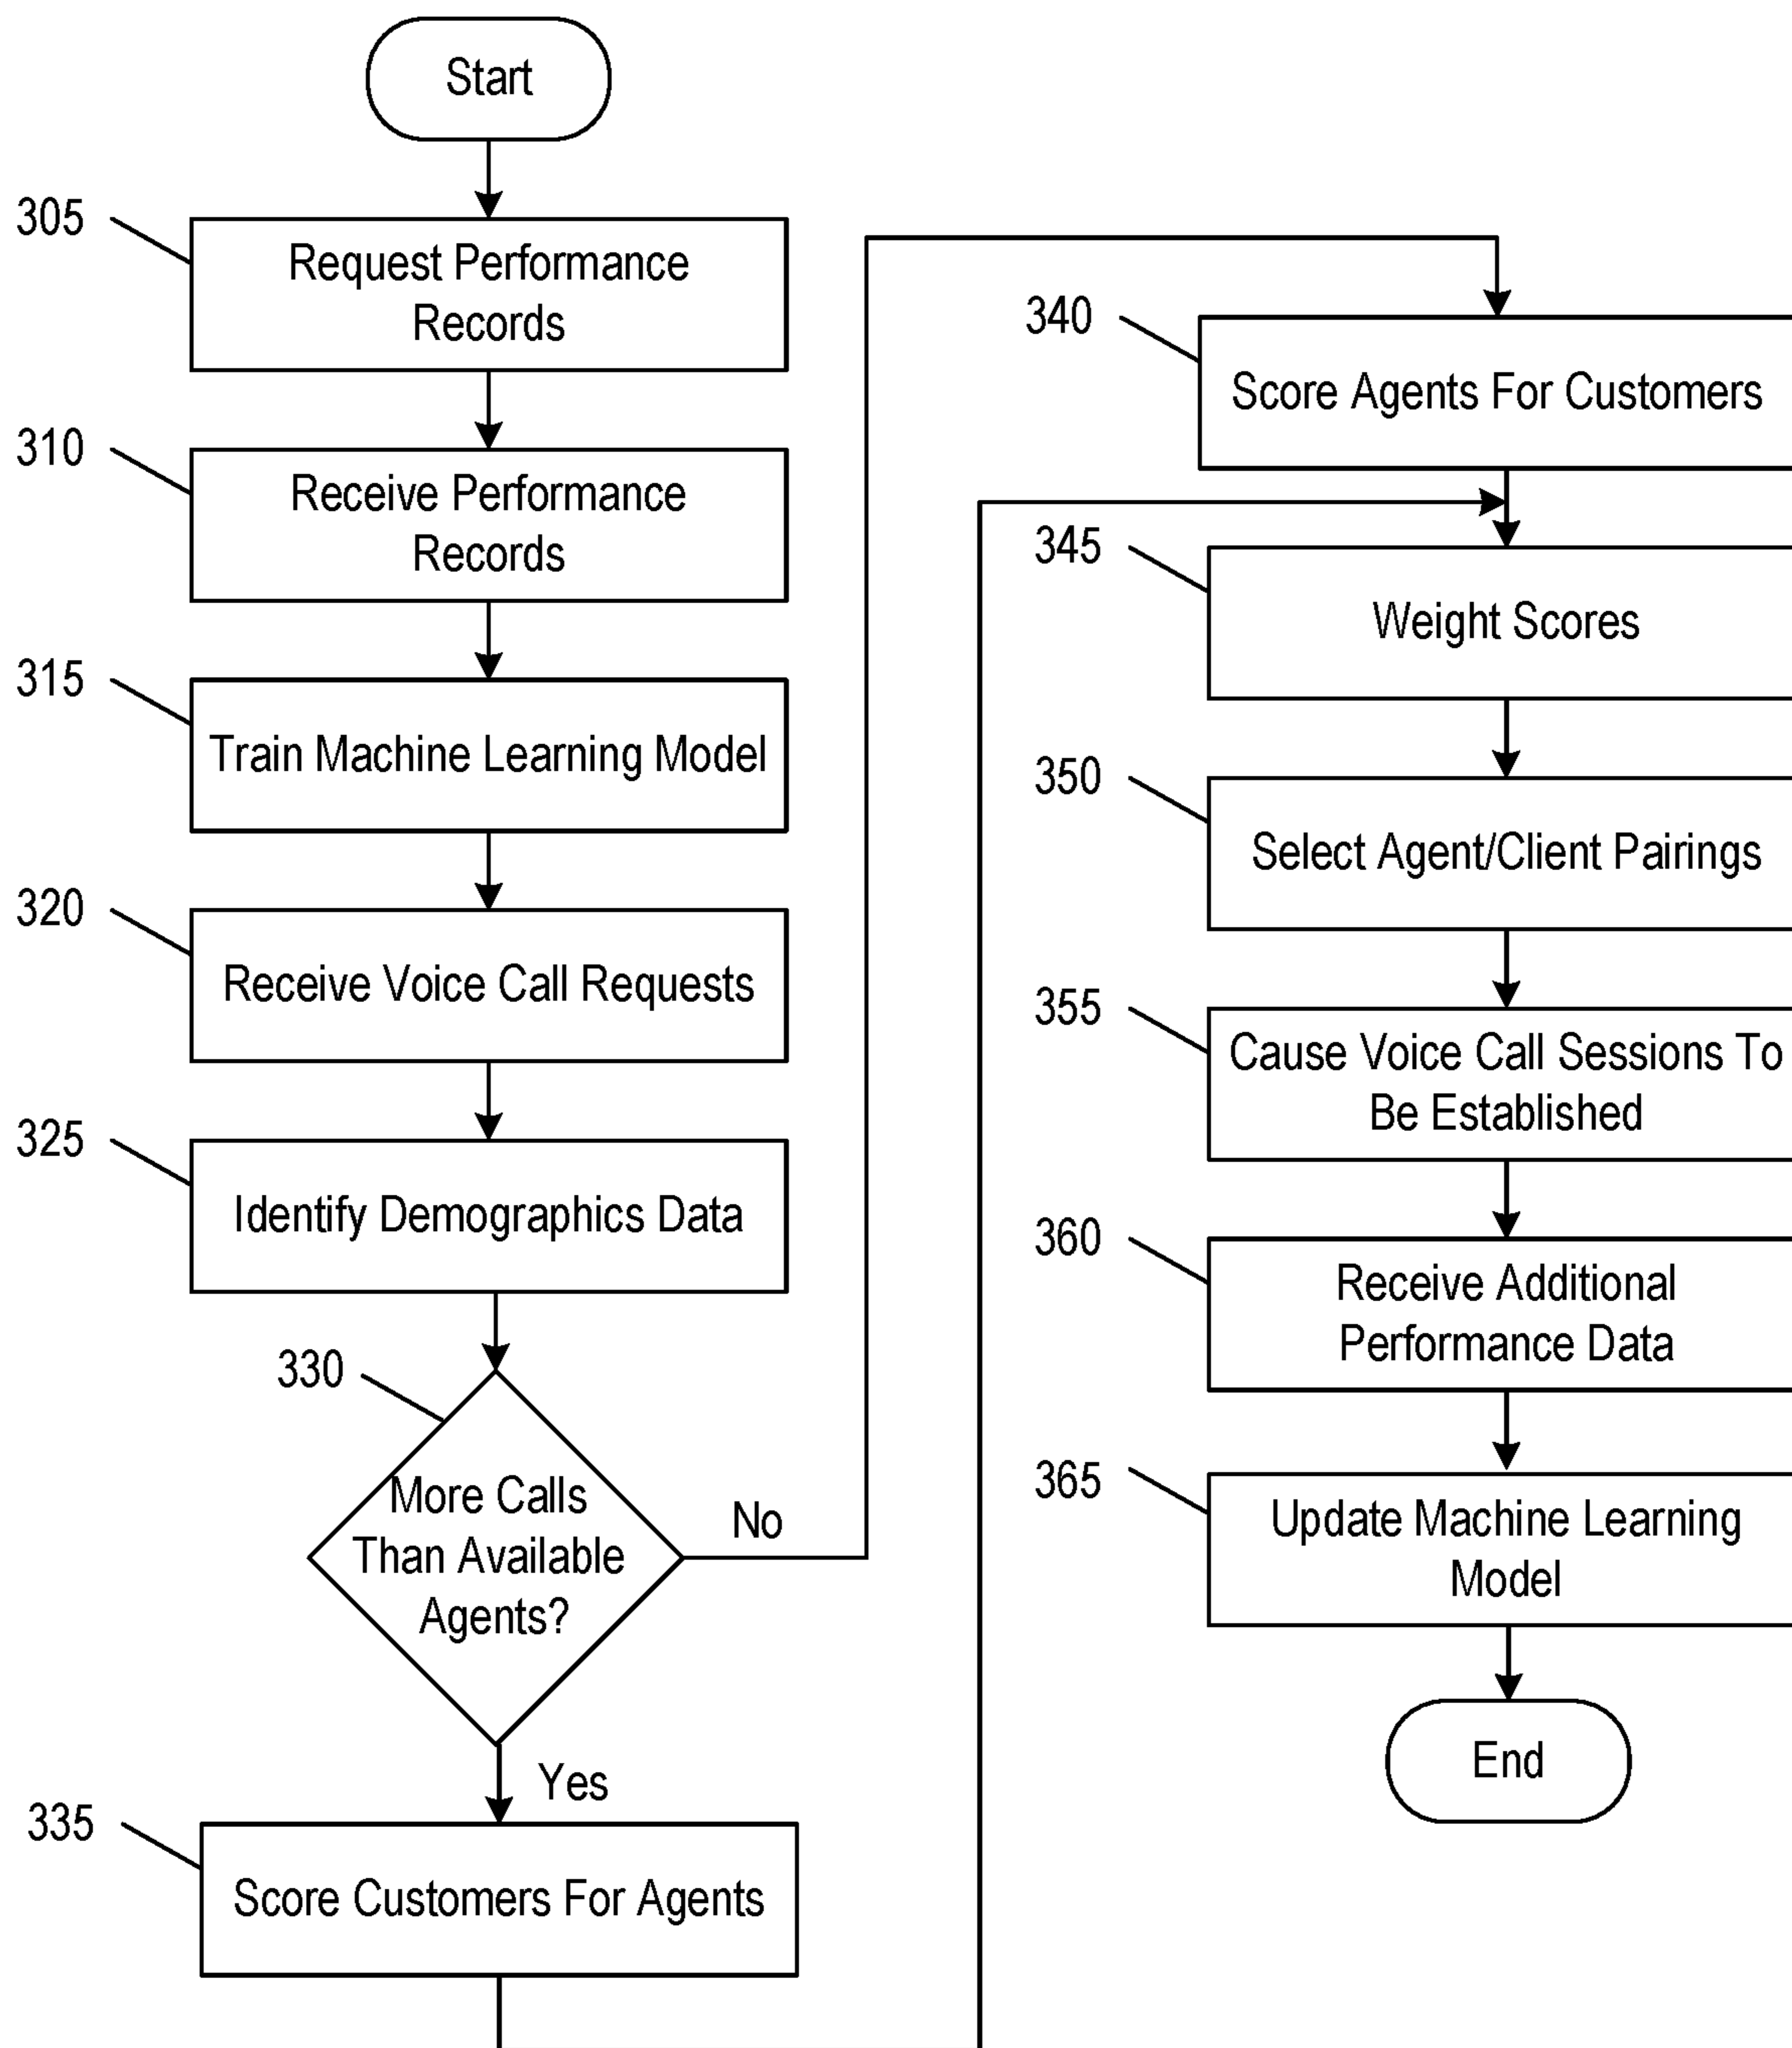 Start
305
Request Performance
Records
310
Receive Performance
Records
315
Train Machine Learning Model
320
Receive Voice Call Requests
325
Identify Demographics Data
330
More Calls
Than Available
Agents?
No
Yes
335
Score Customers For Agents
340
Score Agents For Customers
345
Weight Scores
350
Select Agent/Client Pairings
355
Cause Voice Call Sessions To
Be Established
360
Receive Additional
Performance Data
365
Update Machine Learning
Model
End